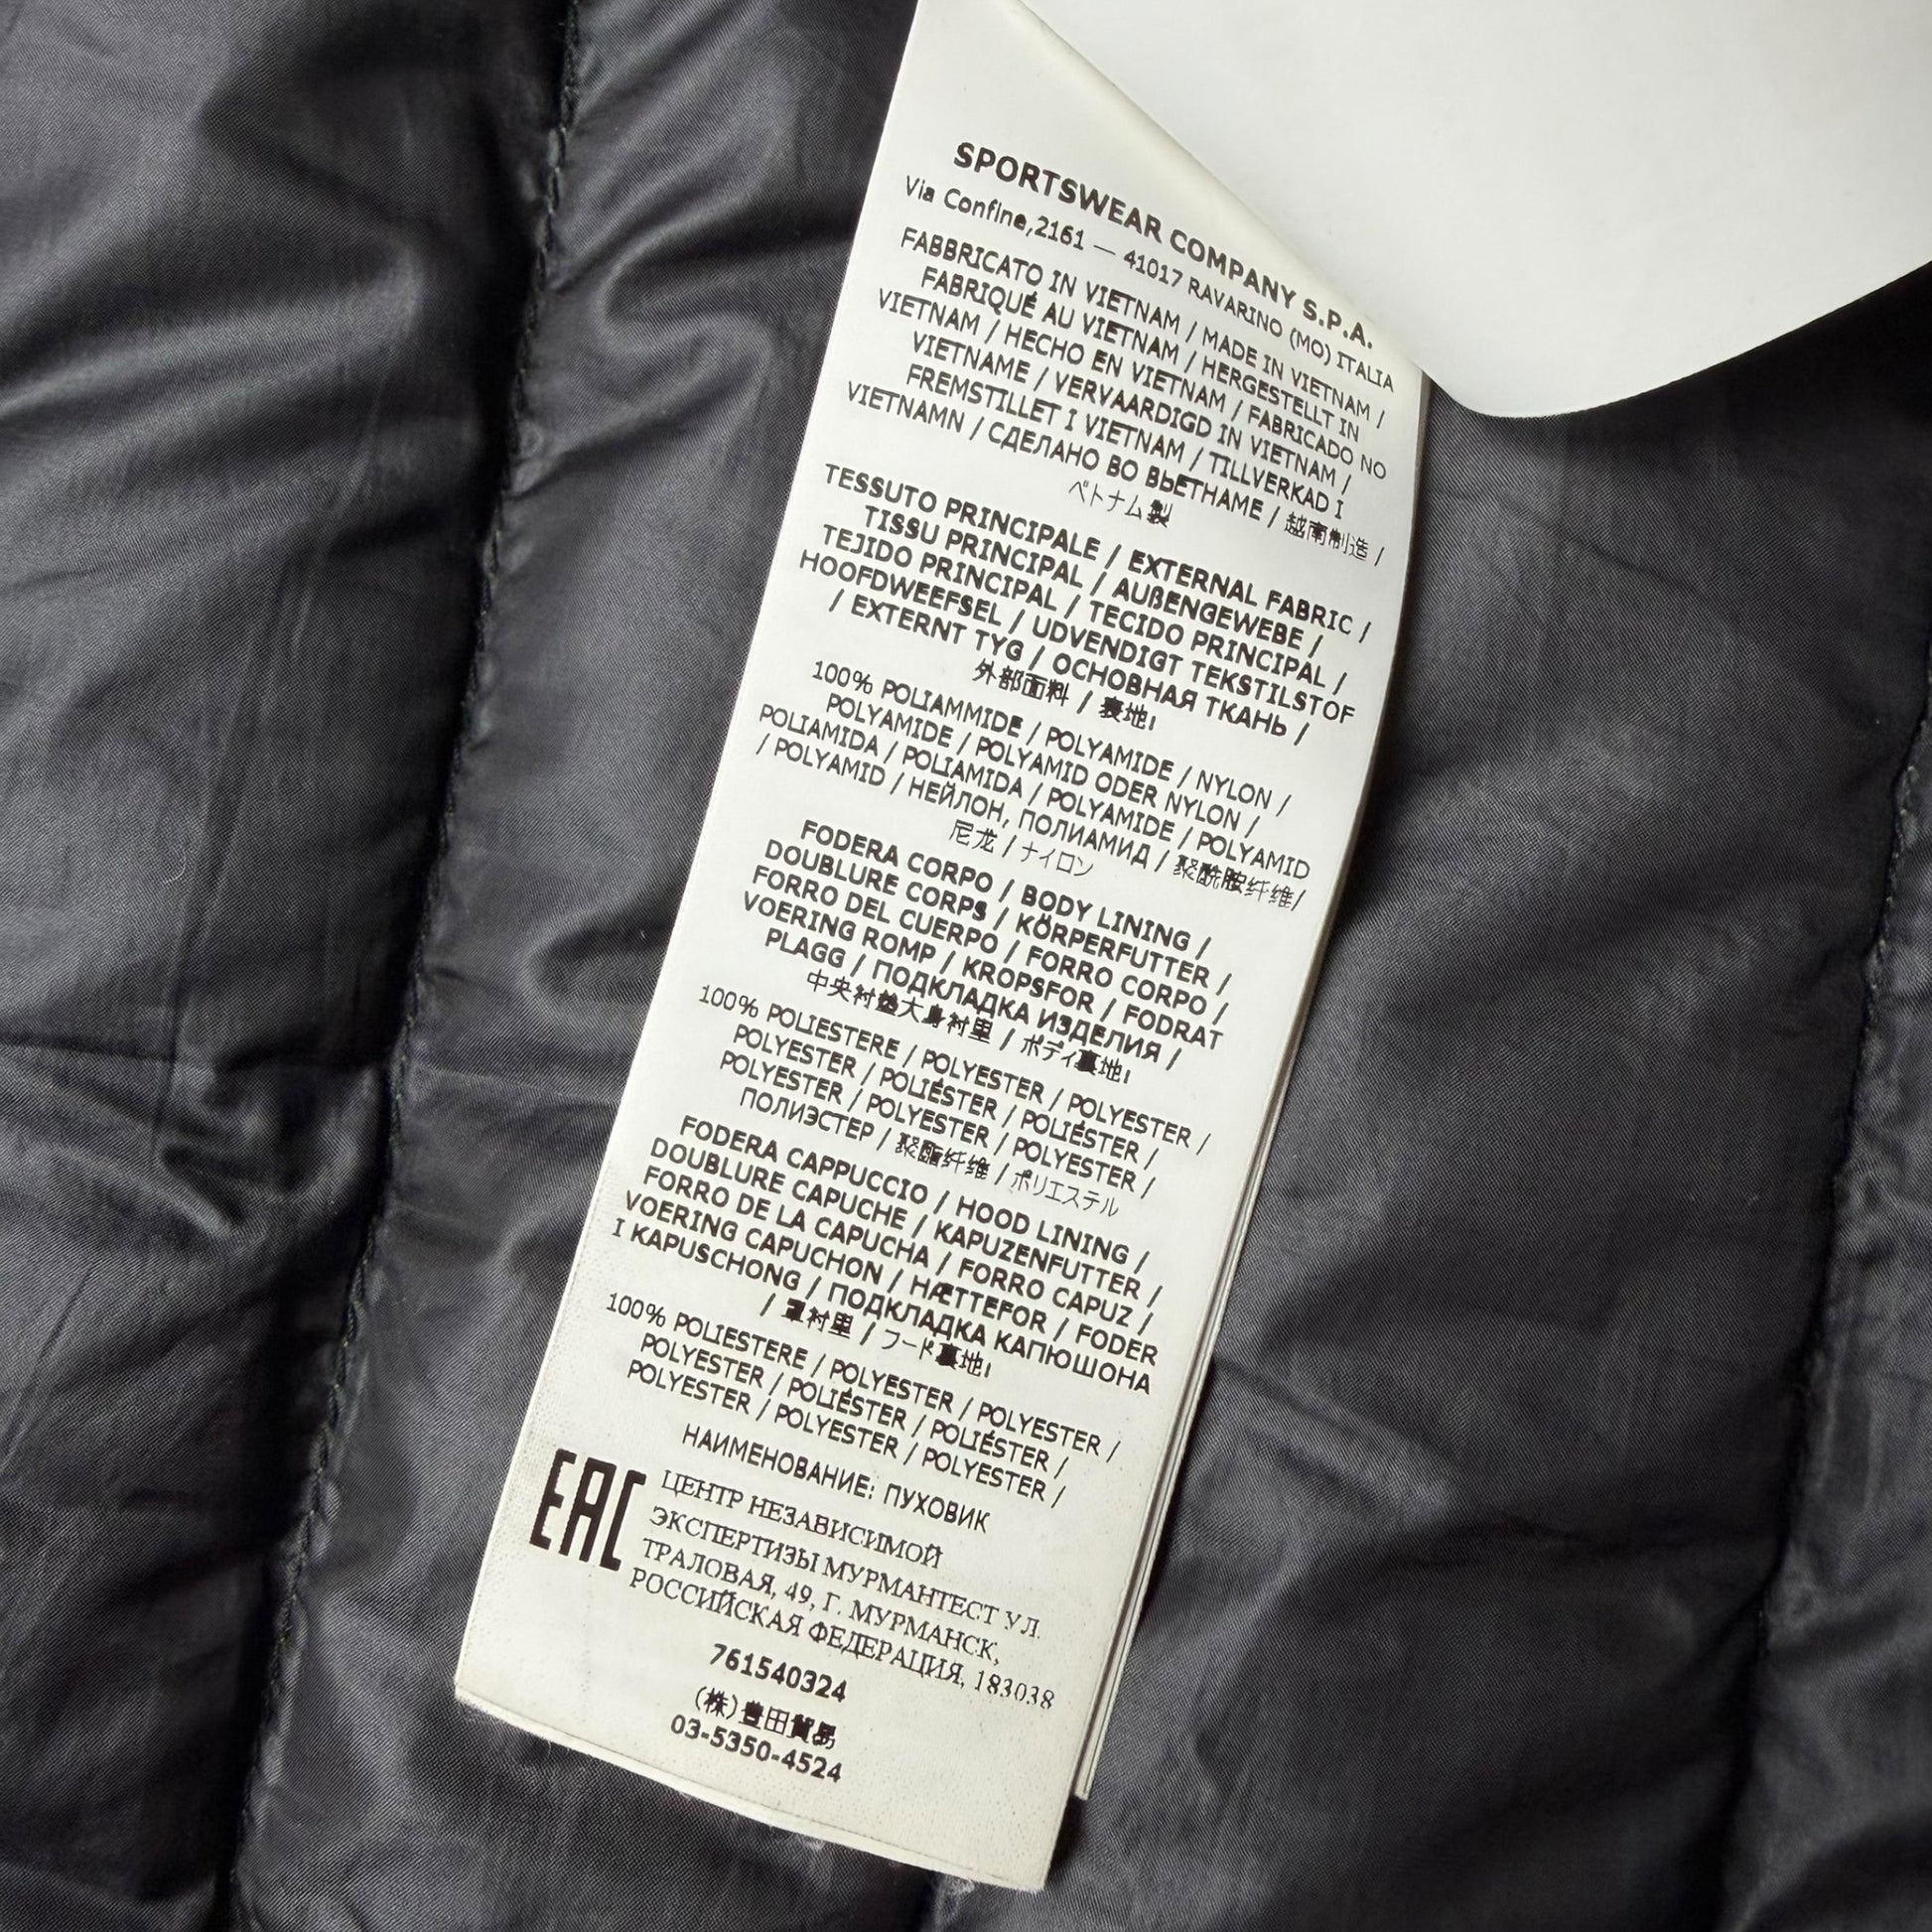 SPORTSWEAR COMPANY S.P.A.
Via Confine,2161 — 41017 RAVARINO (MO) ITALIA
FABBRICATO IN VIETNAM / MADE IN VIETNAM /
FABRIQUÉ AU VIETNAM / HERGESTELLT IN
VIETNAM / HECHO EN VIETNAM / FABRICADO NO
VIETNAME / VERVAARDIGD IN VIETNAM /
FREMSTILLET I VIETNAM / TILLVERKAD I
VIETNAMN / СДЕЛАНО ВО ВЬЕТНАМЕ / 越南制造 /
ベトナム製
TESSUTO PRINCIPALE / EXTERNAL FABRIC /
TISSU PRINCIPAL / AUßENGEWEBE /
TEJIDO PRINCIPAL / TECIDO PRINCIPAL /
HOOFDWEEFSEL / UDVENDIGT TEKSTILSTOF
/ EXTERNT TYG / ОСНОВНАЯ ТКАНЬ /
外部面料 / 表地
100% POLIAMMIDE / POLYAMIDE / NYLON /
POLYAMIDE / POLYAMID ODER NYLON /
POLIAMIDA / POLIAMIDA / POLYAMIDE / POLYAMID
/ POLYAMID / НЕЙЛОН, ПОЛИАМИД / 聚酰胺纤维/
尼龙 / ナイロン
FODERA CORPO / BODY LINING /
DOUBLURE CORPS / KÖRPERFUTTER /
FORRO DEL CUERPO / FORRO CORPO /
VOERING ROMP / KROPSFOR / FODRAT
PLAGG / ПОДКЛАДКА ИЗДЕЛИЯ /
中央衬垫大身衬里 / ボディ裏地
100% POLIESTERE / POLYESTER / POLYESTER /
POLYESTER / POLIÉSTER / POLIÉSTER /
POLYESTER / POLYESTER / POLYESTER /
ПОЛИЭСТЕР / 聚酯纤维 / ポリエステル
FODERA CAPPUCCIO / HOOD LINING /
DOUBLURE CAPUCHE / KAPUZENFUTTER /
FORRO DE LA CAPUCHA / FORRO CAPUZ /
VOERING CAPUCHON / HÆTTEFOR / FODER
I KAPUSCHONG / ПОДКЛАДКА КАПЮШОНА
/ 罩衬里 / フード裏地
100% POLIESTERE / POLYESTER / POLYESTER /
POLYESTER / POLIÉSTER / POLIÉSTER /
POLYESTER / POLYESTER / POLYESTER /
НАИМЕНОВАНИЕ: ПУХОВИК
EAC
ЦЕНТР НЕЗАВИСИМОЙ
ЭКСПЕРТИЗЫ МУРМАНТЕСТ УЛ.
ТРАЛОВАЯ, 49, Г. МУРМАНСК,
РОССИЙСКАЯ ФЕДЕРАЦИЯ, 183038
761540324
(株)豊田貿易
03-5350-4524